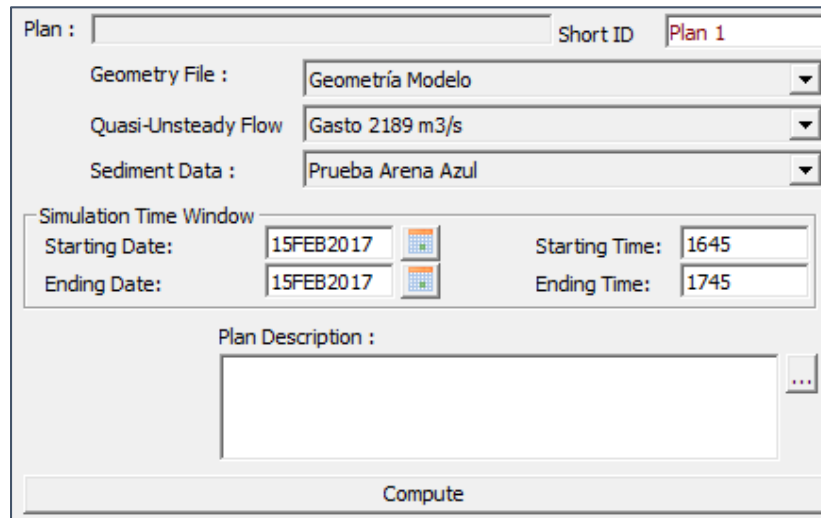 Plan : Short ID Plan 1
Geometry File : Geometría Modelo
Quasi-Unsteady Flow Gasto 2189 m3/s
Sediment Data : Prueba Arena Azul
Simulation Time Window
Starting Date: 15FEB2017 Starting Time: 1645
Ending Date: 15FEB2017 Ending Time: 1745
Plan Description :
...
Compute